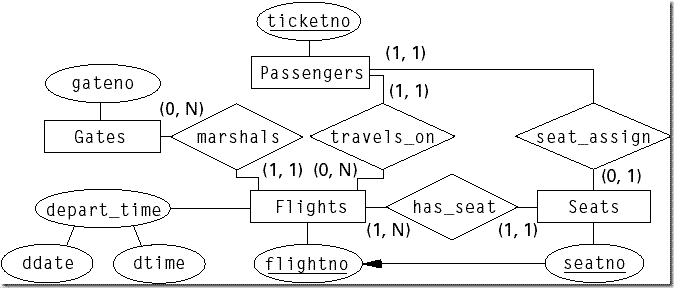 ticketno
(1, 1)
Passengers
gateno
(1, 1)
(0, N)
Gates
marshals
travels_on
seat_assign
(1, 1)
(0, N)
(0, 1)
depart_time
Flights
has_seat
Seats
(1, N)
(1, 1)
ddate
dtime
flightno
seatno